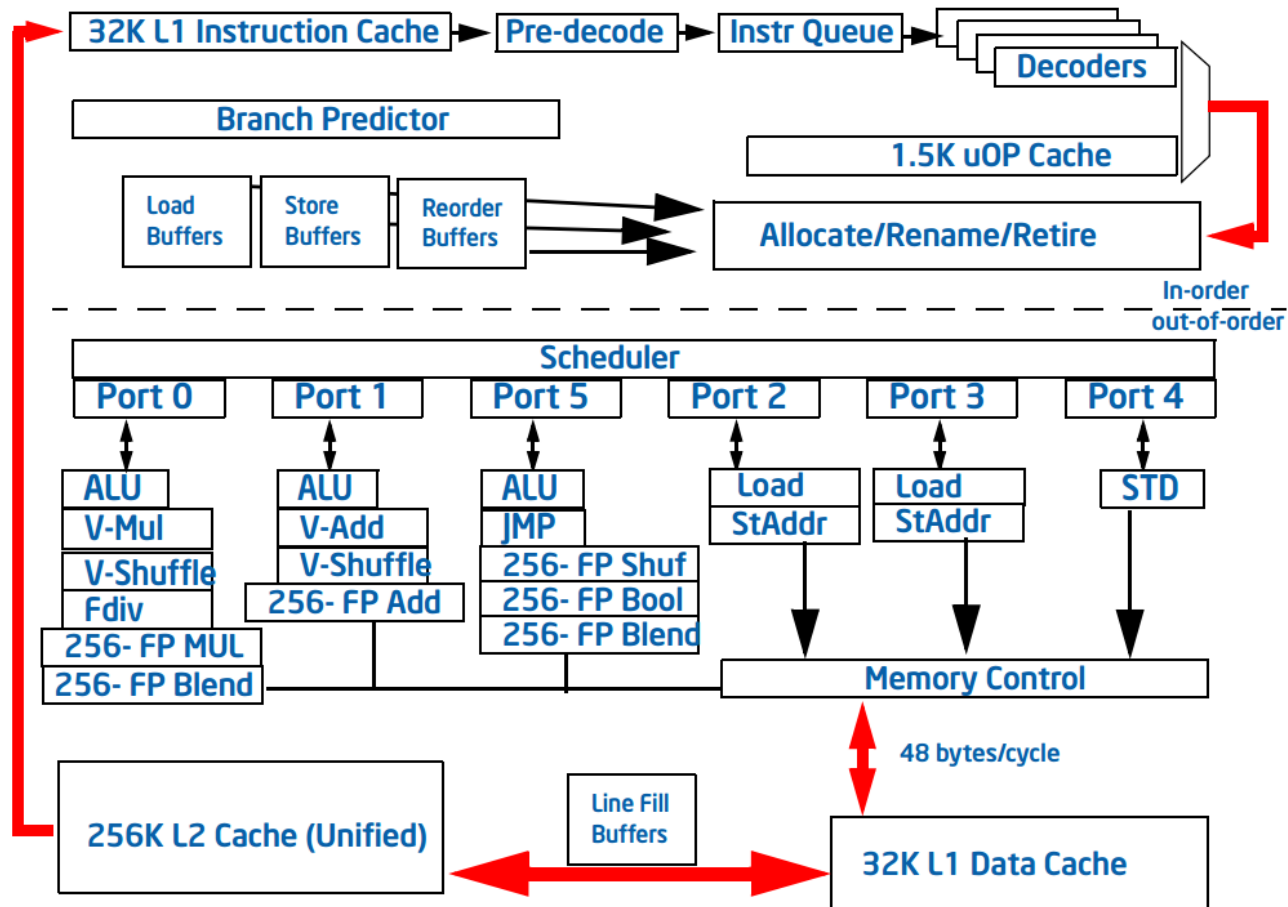 32K L1 Instruction Cache
Pre-decode
Instr Queue
Decoders
Branch Predictor
1.5K uOP Cache
Load
Buffers
Store
Buffers
Reorder
Buffers
Allocate/Rename/Retire
In-order
out-of-order
Scheduler
Port 0
Port 1
Port 5
Port 2
Port 3
Port 4
ALU
V-Mul
V-Shuffle
Fdiv
256- FP MUL
256- FP Blend
ALU
V-Add
V-Shuffle
256- FP Add
ALU
JMP
256- FP Shuf
256- FP Bool
256- FP Blend
Load
StAddr
Load
StAddr
STD
Memory Control
48 bytes/cycle
256K L2 Cache (Unified)
Line Fill
Buffers
32K L1 Data Cache